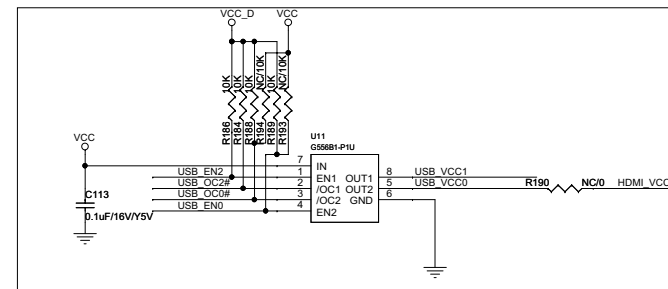 VCC_D
VCC
10K
10K
10K
NC/10K
10K
NC/10K
R186
R184
R188
R194
R189
R193
U11
G556B1-P1U
VCC
7
IN
USB_EN2
1
EN1
OUT1
8
USB_VCC1
USB_OC2#
2
/OC1
OUT2
5
USB_VCC0
R190
NC/0
HDMI_VCC
USB_OC0#
3
/OC2
GND
6
USB_EN0
4
EN2
C113
0.1uF/16V/Y5V